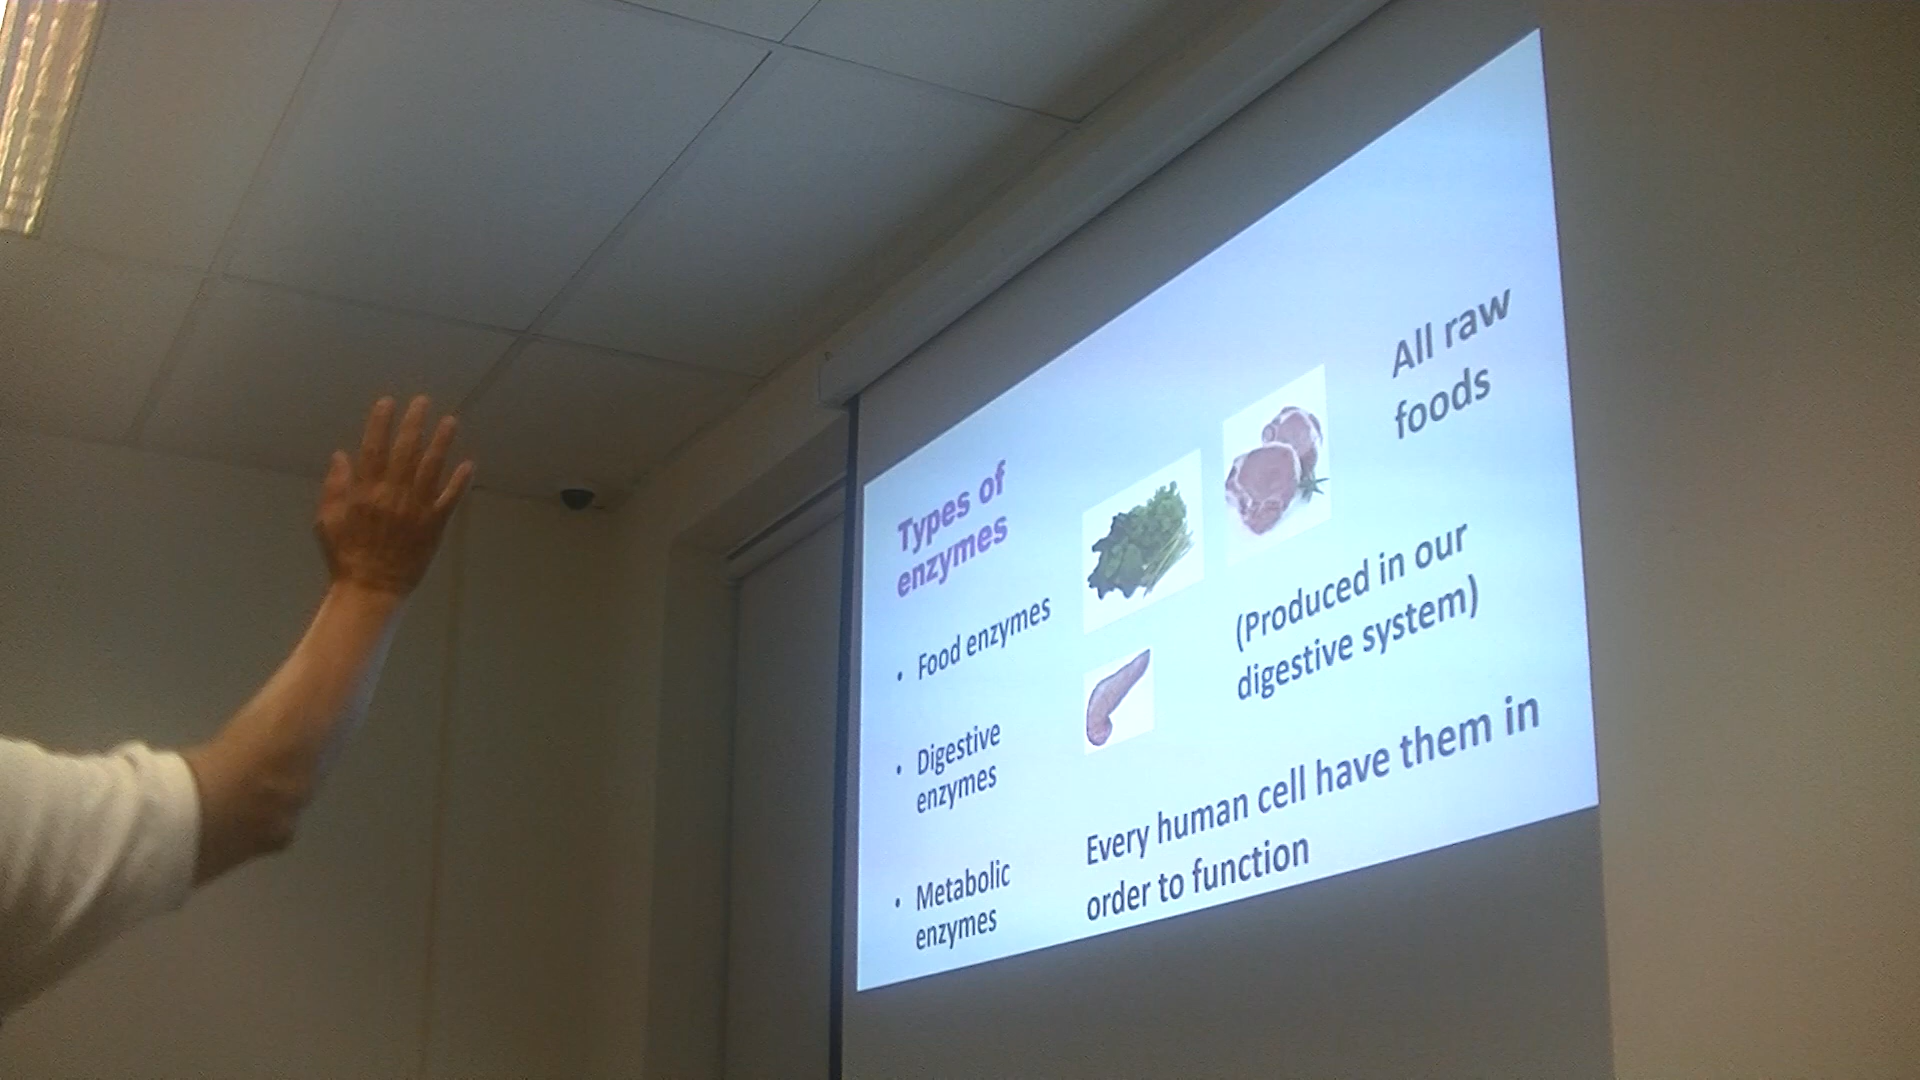 Types of
enzymes
• Food enzymes
All raw
foods
• Digestive
enzymes
(Produced in our
digestive system)
• Metabolic
enzymes
Every human cell have them in
order to function